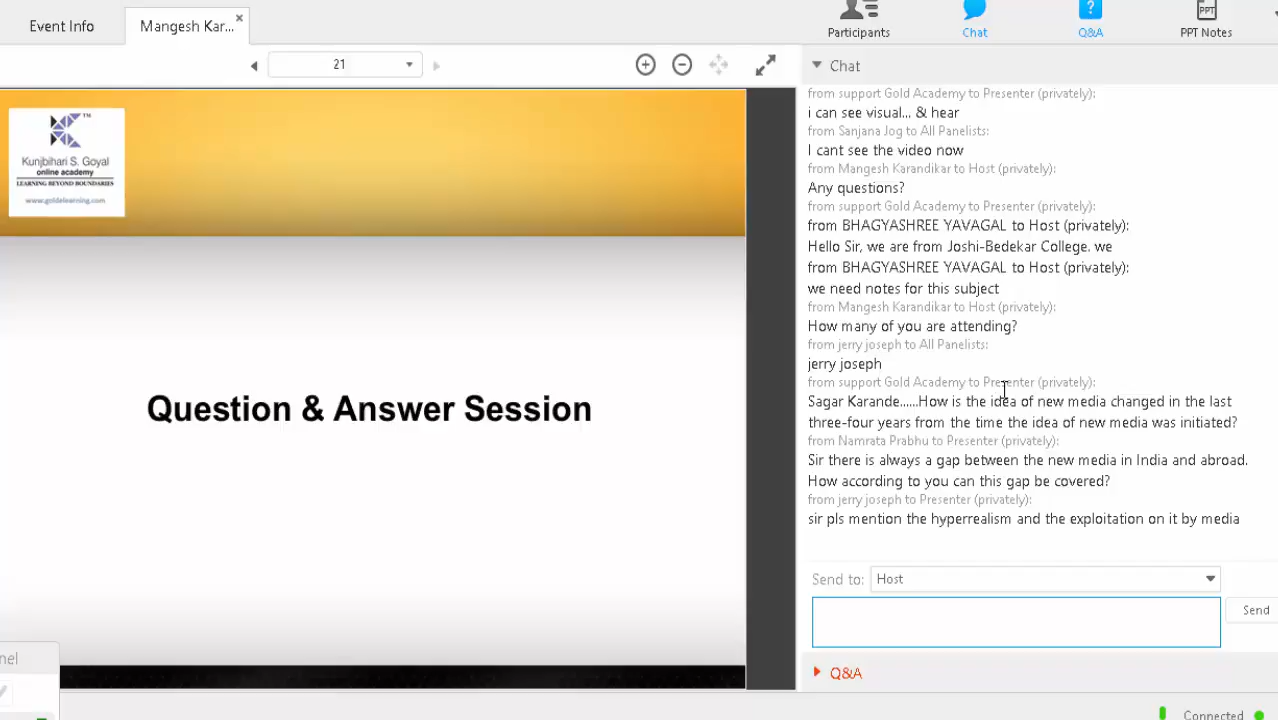 Event Info
Mangesh Kar...
Participants
Chat
Q&A
PPT Notes
21
Chat
TM
Kunjbihari S. Goyal
online academy
LEARNING BEYOND BOUNDARIES
www.goldelearning.com
Question & Answer Session
from support Gold Academy to Presenter (privately):
i can see visual... & hear
from Sanjana Jog to All Panelists:
I cant see the video now
from Mangesh Karandikar to Host (privately):
Any questions?
from support Gold Academy to Presenter (privately):
from BHAGYASHREE YAVAGAL to Host (privately):
Hello Sir, we are from Joshi-Bedekar College. we
from BHAGYASHREE YAVAGAL to Host (privately):
we need notes for this subject
from Mangesh Karandikar to Host (privately):
How many of you are attending?
from jerry joseph to All Panelists:
jerry joseph
from support Gold Academy to Presenter (privately):
Sagar Karande.....How is the idea of new media changed in the last
three-four years from the time the idea of new media was initiated?
from Namrata Prabhu to Presenter (privately):
Sir there is always a gap between the new media in India and abroad.
How according to you can this gap be covered?
from jerry joseph to Presenter (privately):
sir pls mention the hyperrealism and the exploitation on it by media
Send to:
Host
Send
Q&A
nel
Connected